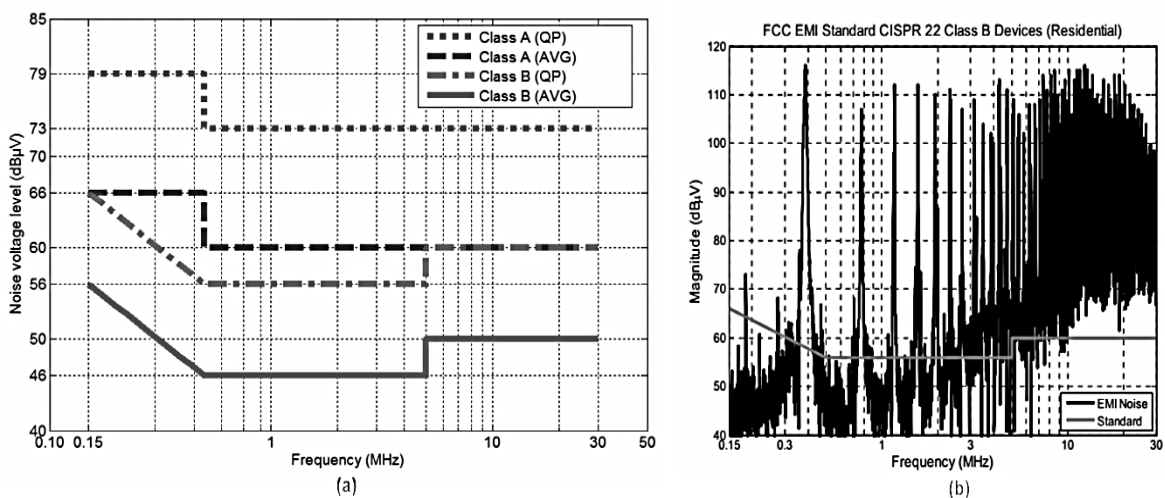 85
79
73
70
66
60
56
50
46
40
Noise voltage level (dBµV)
0.10 0.15 1 10 30 50
Frequency (MHz)
Class A (QP)
Class A (AVG)
Class B (QP)
Class B (AVG)
(a)
FCC EMI Standard CISPR 22 Class B Devices (Residential)
120
110
100
90
80
70
60
50
40
Magnitude (dBµV)
0.15 0.3 1 3 10 30
Frequency (MHz)
EMI Noise
Standard
(b)